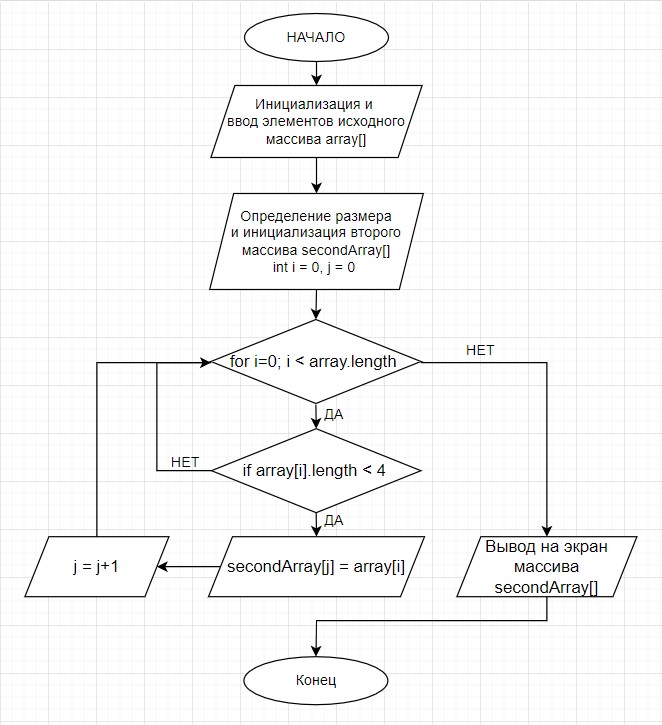 НАЧАЛО
Инициализация и
ввод элементов исходного
массива array[]
Определение размера
и инициализация второго
массива secondArray[]
int i = 0, j = 0
for i=0; i < array.length
НЕТ
ДА
if array[i].length < 4
НЕТ
ДА
j = j+1
secondArray[j] = array[i]
Вывод на экран
массива
secondArray[]
Конец